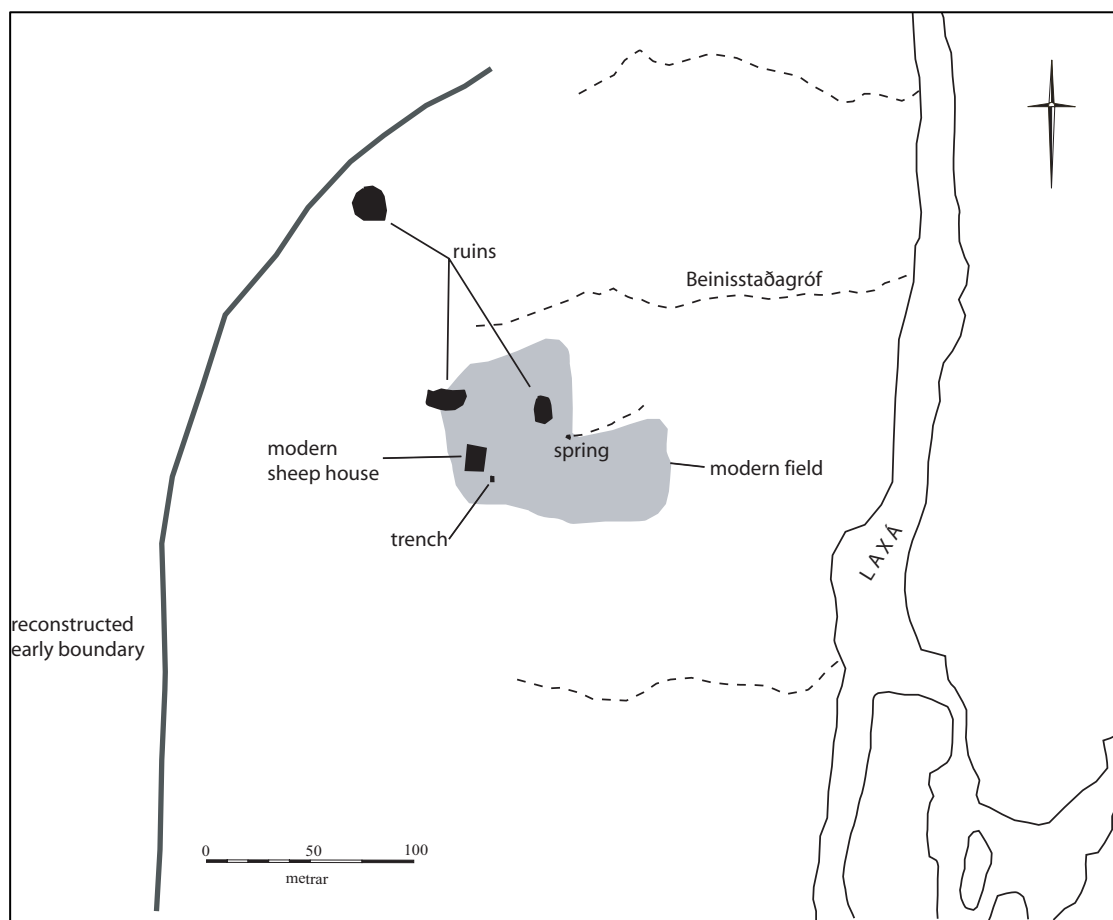 ruins
Beinisstaðagróf
modern
sheep house
spring
modern field
trench
LAXÁ
reconstructed
early boundary
0 50 100
metrar